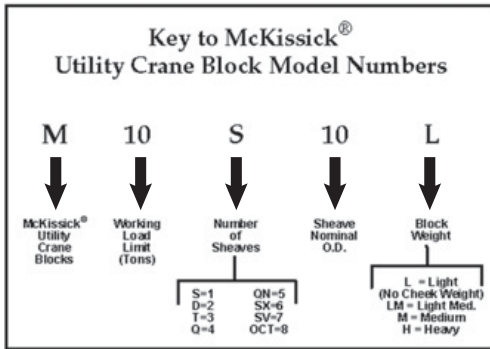 Key to McKissick®
Utility Crane Block Model Numbers
M 10 S 10 L
McKissick®
Utility
Crane
Blocks
Working
Load
Limit
(Tons)
Number
of
Sheaves
S=1 QN=5
D=2 SX=6
T=3 SV=7
Q=4 OCT=8
Sheave
Nominal
O.D.
Block
Weight
L = Light
(No Cheek Weight)
LM = Light Med.
M = Medium
H = Heavy